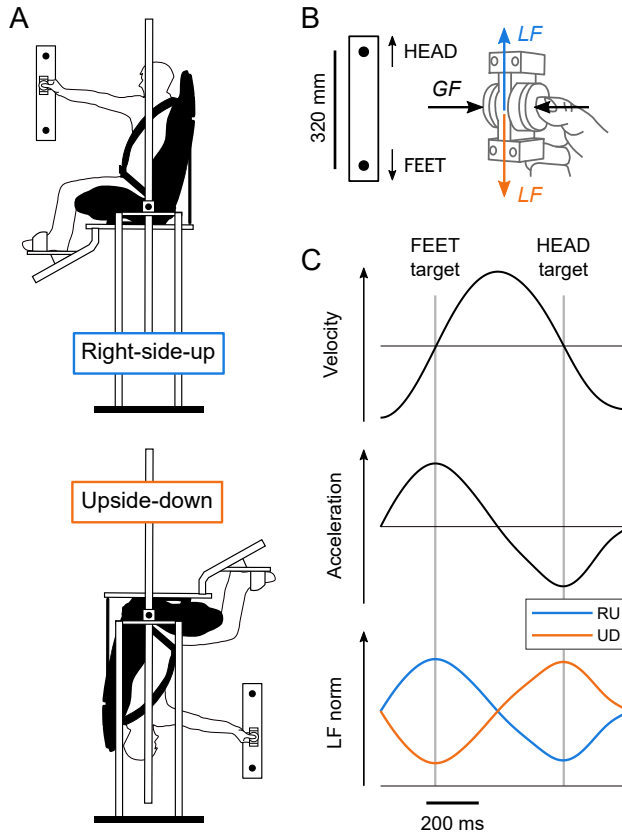 A
Right-side-up
Upside-down
B
320 mm
HEAD
FEET
GF
LF
LF
C
FEET
target
HEAD
target
Velocity
Acceleration
RU
UD
LF norm
200 ms